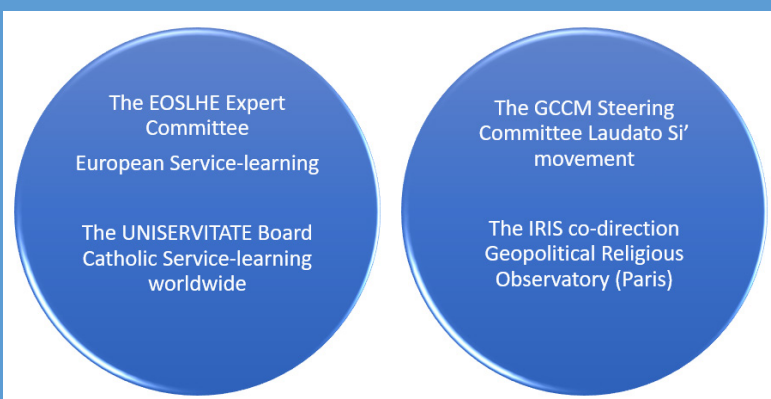 The EOSLHE Expert
Committee
European Service-learning
The UNISERVITATE Board
Catholic Service-learning
worldwide
The GCCM Steering
Committee Laudato Si’
movement
The IRIS co-direction
Geopolitical Religious
Observatory (Paris)